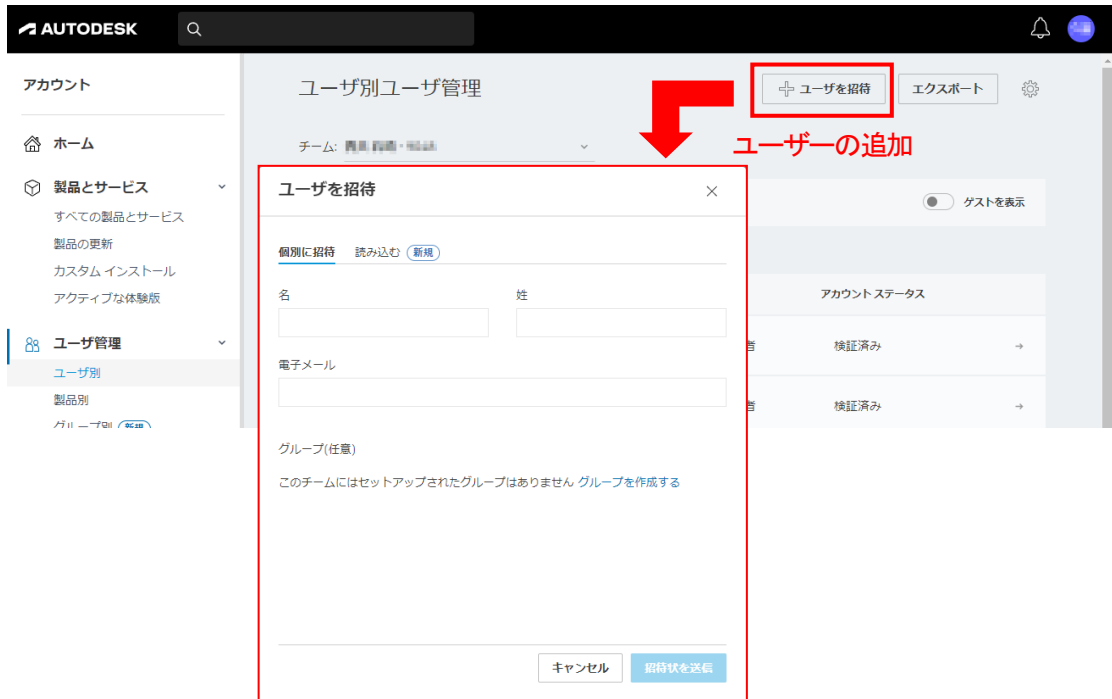 AUTODESK
アカウント
ホーム
製品とサービス
すべての製品とサービス
製品の更新
カスタム インストール
アクティブな体験版
ユーザ管理
ユーザ別
製品別
グループ別 新規
ユーザ別ユーザ管理
ユーザを招待
エクスポート
ユーザーの追加
チーム:
ゲストを表示
アカウント ステータス
者 検証済み
者 検証済み
ユーザを招待
個別に招待 読み込む 新規
名 姓
電子メール
グループ(任意)
このチームにはセットアップされたグループはありません グループを作成する
キャンセル 招待状を送信